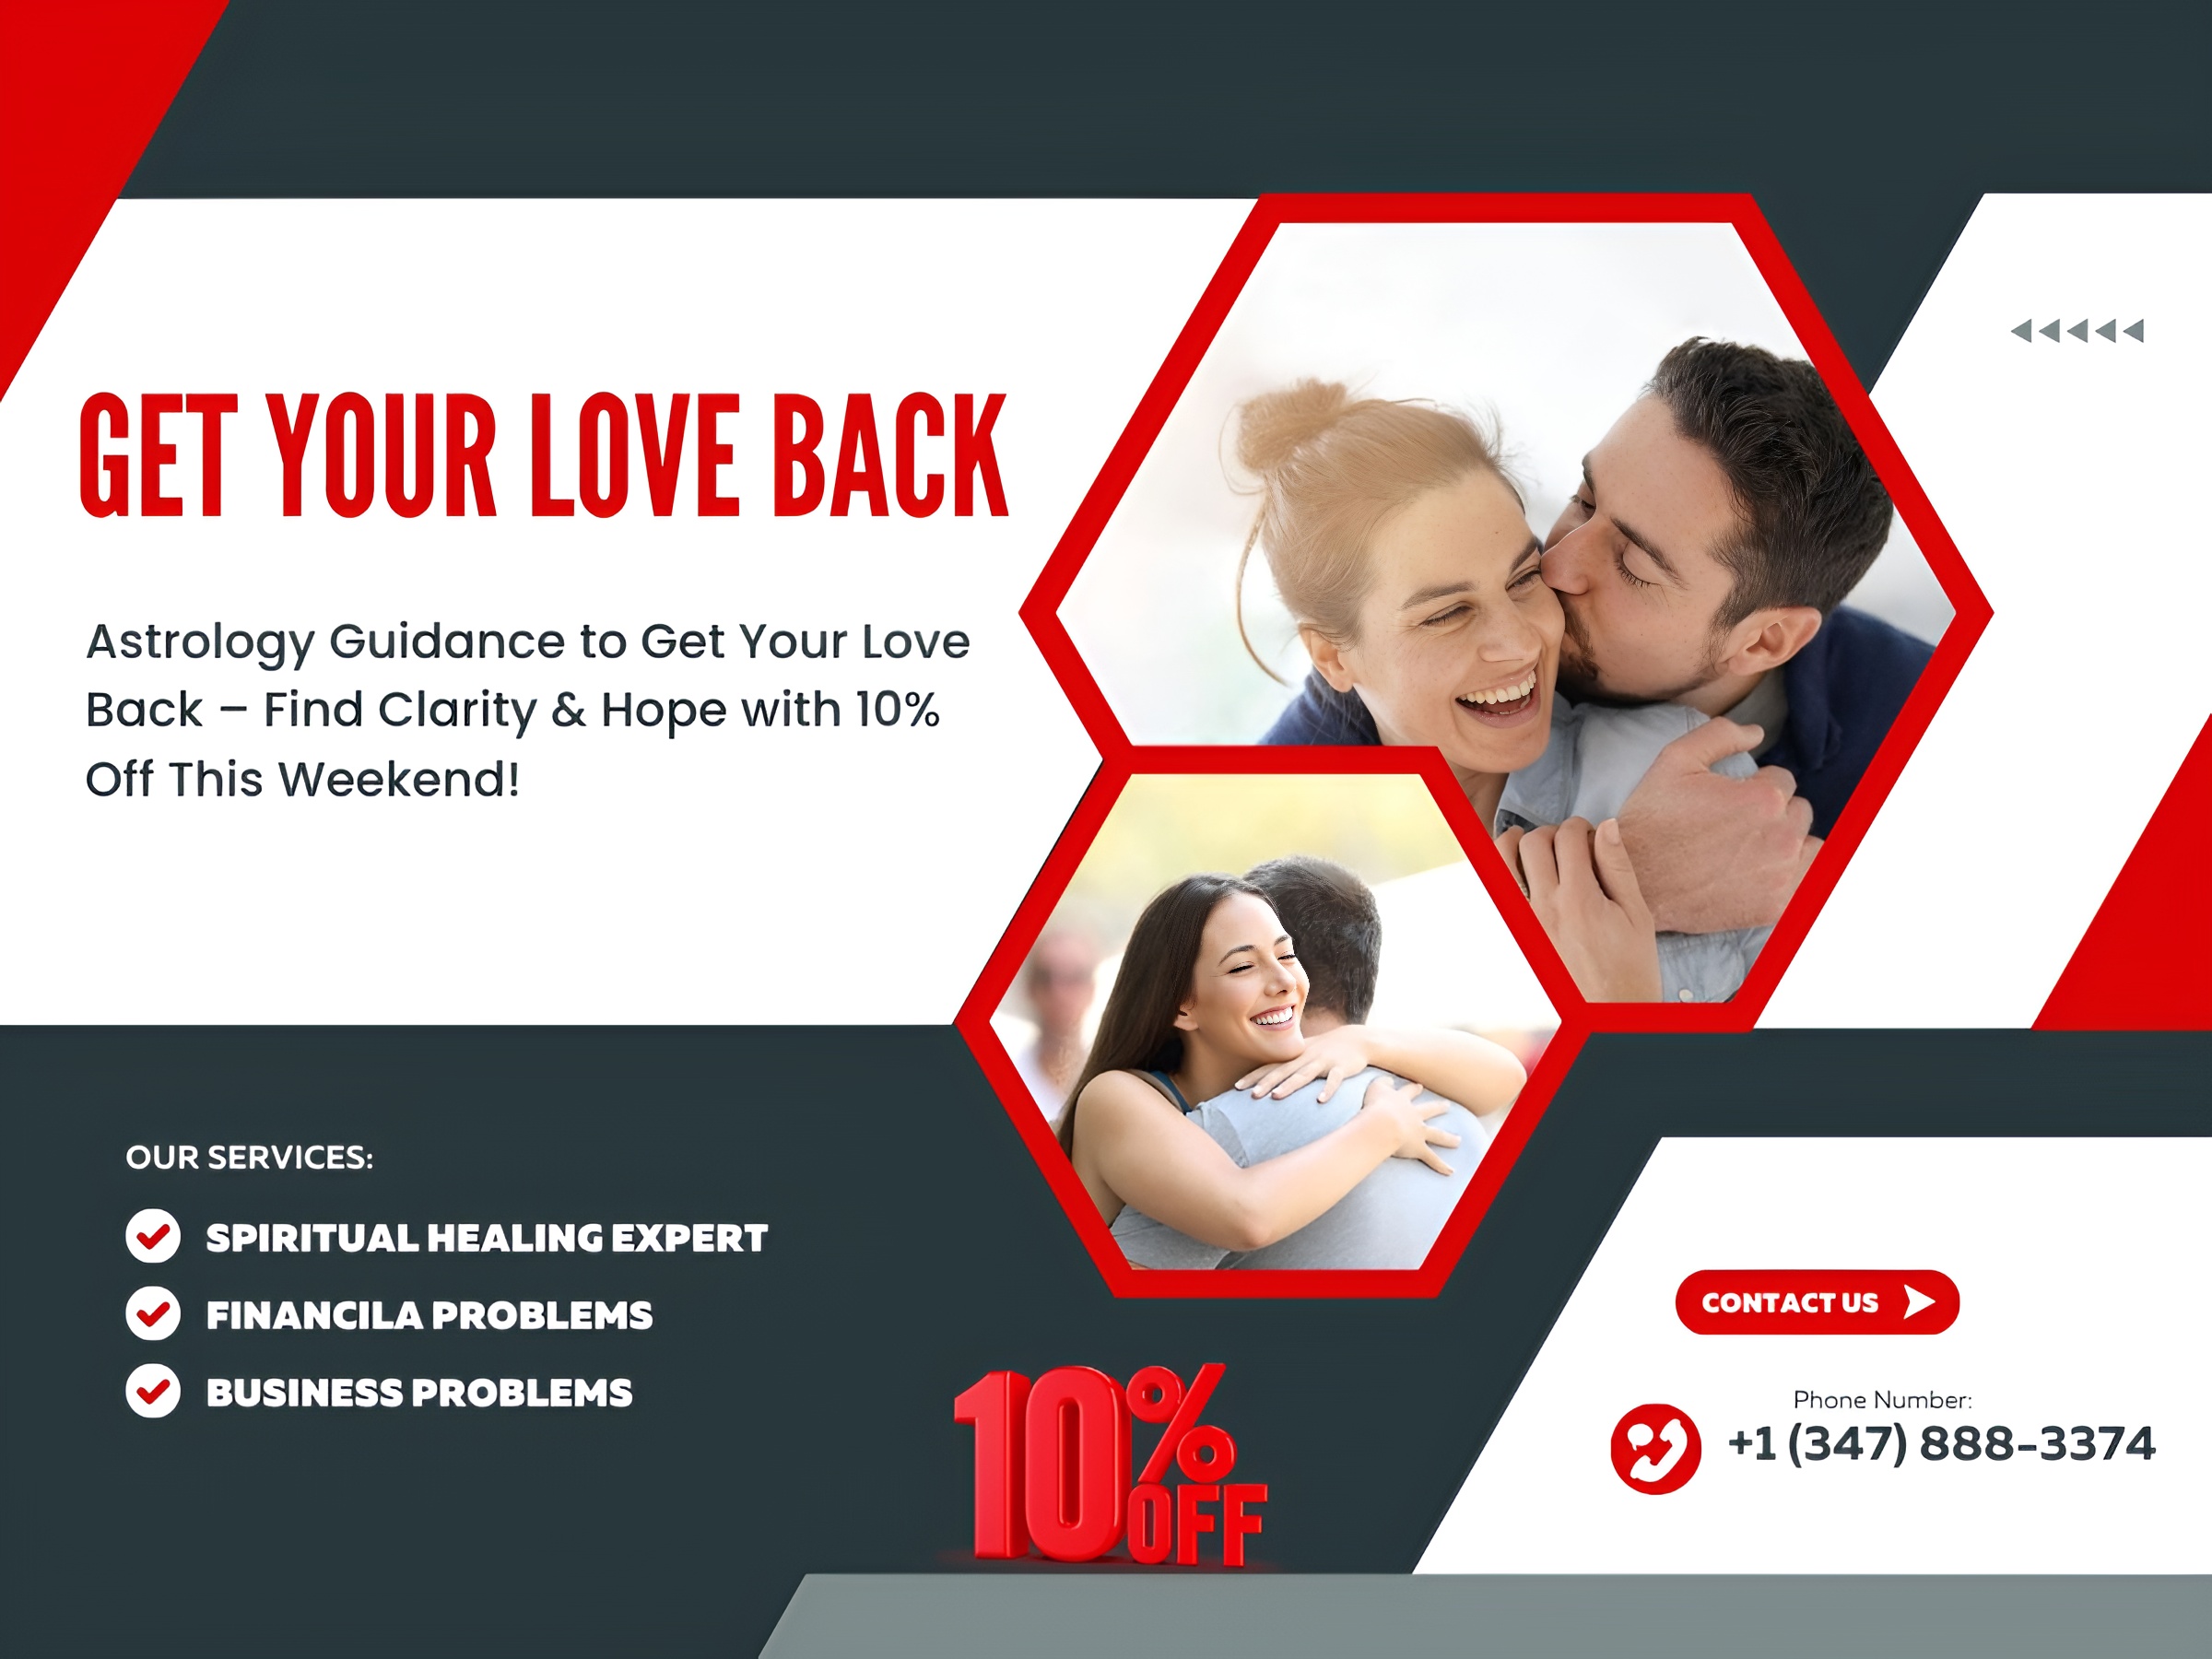 GET YOUR LOVE BACK
Astrology Guidance to Get Your Love
Back – Find Clarity & Hope with 10%
Off This Weekend!
OUR SERVICES:
SPIRITUAL HEALING EXPERT
FINANCILA PROBLEMS
BUSINESS PROBLEMS
10%
OFF
CONTACT US
Phone Number:
+1 (347) 888-3374